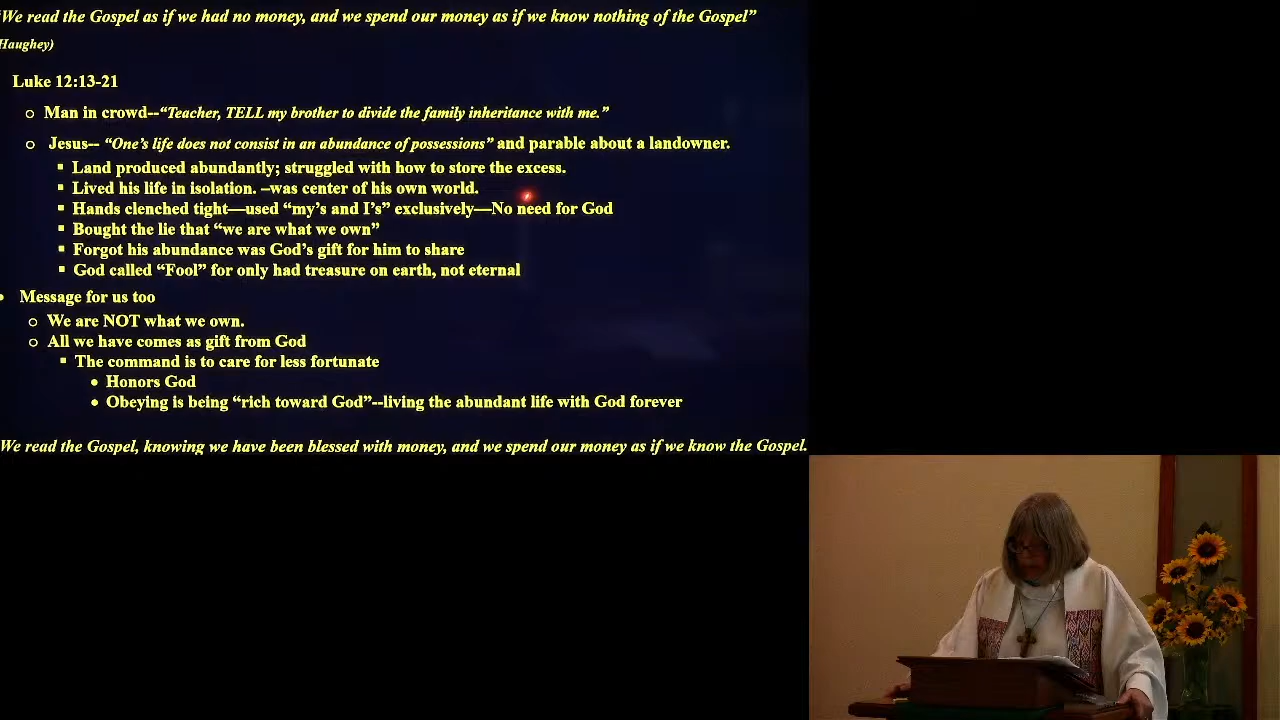 We read the Gospel as if we had no money, and we spend our money as if we know nothing of the Gospel”
Haughey)
Luke 12:13-21
o Man in crowd--“Teacher, TELL my brother to divide the family inheritance with me.”
o Jesus-- “One’s life does not consist in an abundance of possessions” and parable about a landowner.
▪ Land produced abundantly; struggled with how to store the excess.
▪ Lived his life in isolation. –was center of his own world.
▪ Hands clenched tight—used “my’s and I’s” exclusively—No need for God
▪ Bought the lie that “we are what we own”
▪ Forgot his abundance was God’s gift for him to share
▪ God called “Fool” for only had treasure on earth, not eternal
• Message for us too
o We are NOT what we own.
o All we have comes as gift from God
▪ The command is to care for less fortunate
• Honors God
• Obeying is being “rich toward God”--living the abundant life with God forever
We read the Gospel, knowing we have been blessed with money, and we spend our money as if we know the Gospel.